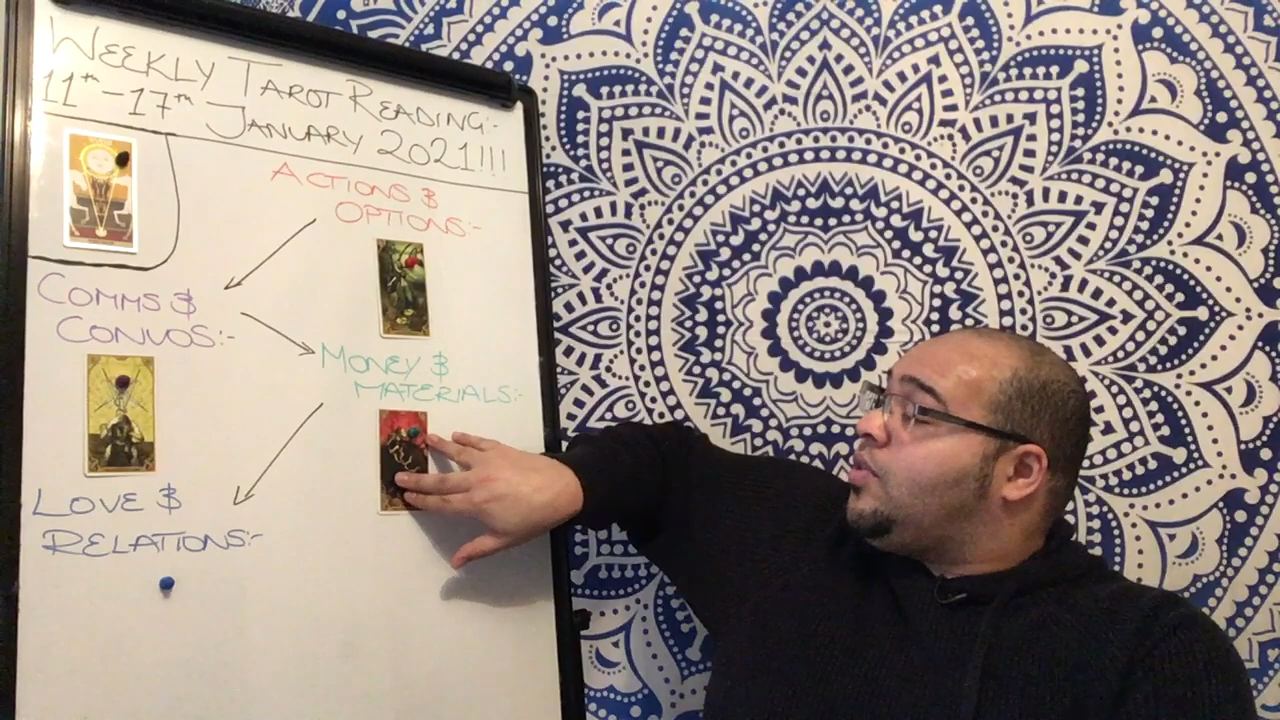 WEEKLY TAROT READING:-
11th-17th JANUARY 2021!!!
ACTIONS &
OPTIONS:-
COMMS &
CONVOS:-
MONEY &
MATERIALS:-
LOVE &
RELATIONS:-